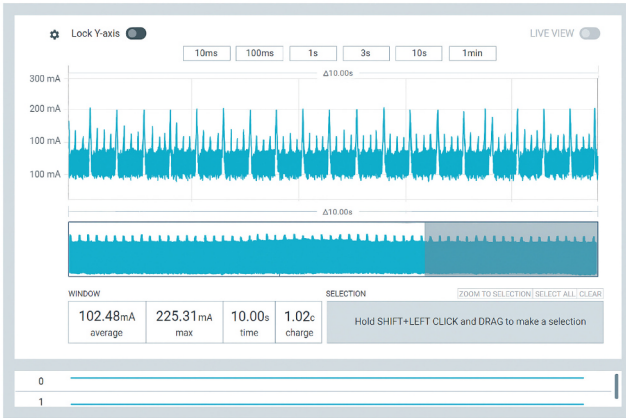 Lock Y-axis LIVE VIEW
10ms 100ms 1s 3s 10s 1min
Δ10.00s
300 mA
200 mA
100 mA
100 mA
Δ10.00s
WINDOW SELECTION ZOOM TO SELECTION SELECT ALL CLEAR
102.48mA 225.31mA 10.00s 1.02c
average max time charge
Hold SHIFT+LEFT CLICK and DRAG to make a selection
0
1